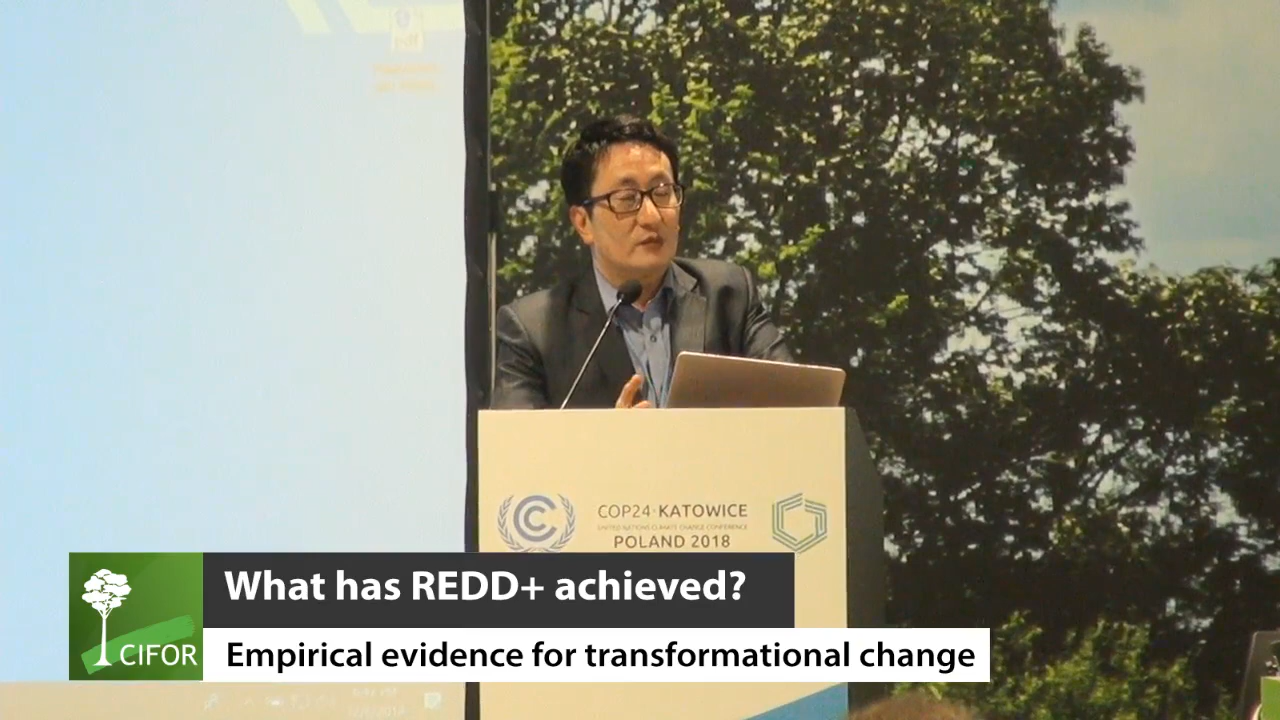 pdf
COP24·KATOWICE
UNITED NATIONS CLIMATE CHANGE CONFERENCE
POLAND 2018
What has REDD+ achieved?
CIFOR
Empirical evidence for transformational change